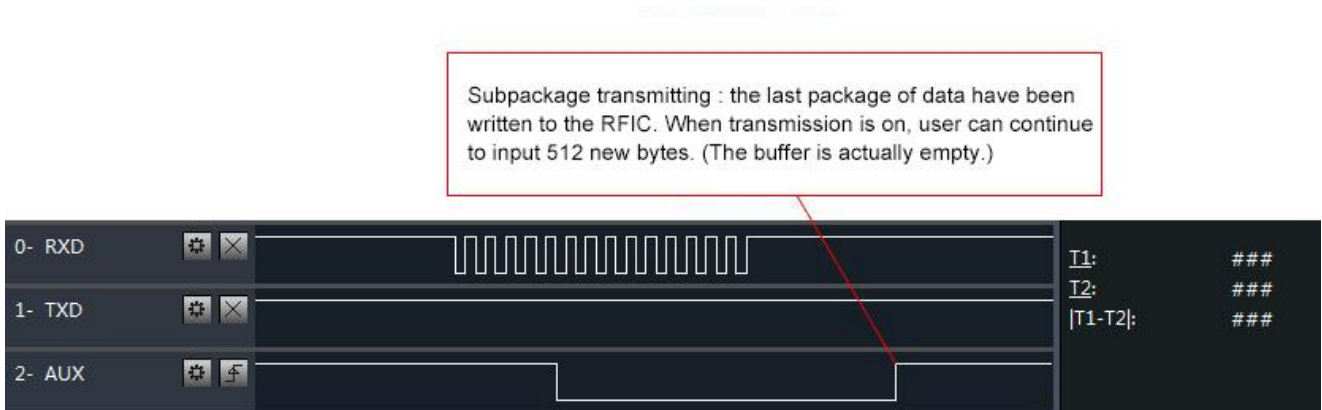 Subpackage transmitting : the last package of data have been
written to the RFIC. When transmission is on, user can continue
to input 512 new bytes. (The buffer is actually empty.)
0- RXD
T1: ###
1- TXD
T2: ###
|T1-T2|: ###
2- AUX